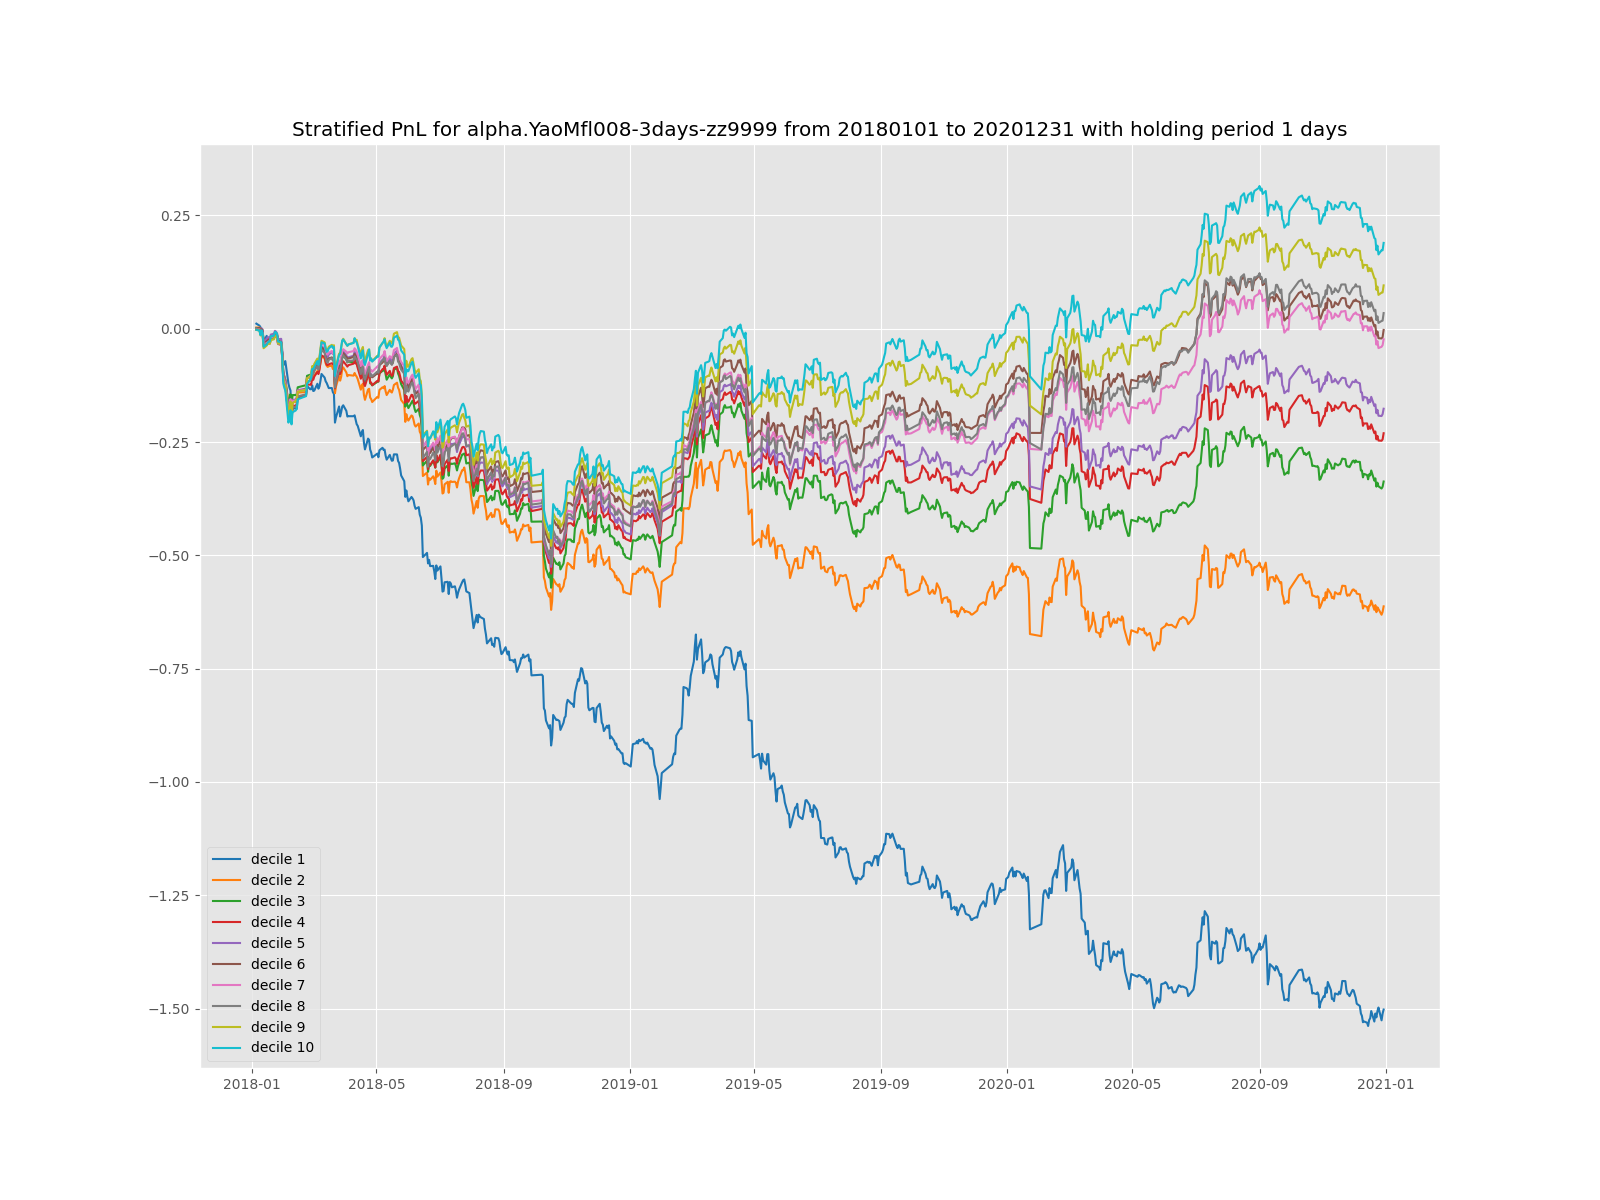 Stratified PnL for alpha.YaoMfl008-3days-zz9999 from 20180101 to 20201231 with holding period 1 days
0.25
0.00
−0.25
−0.50
−0.75
−1.00
−1.25
−1.50
decile 1
decile 2
decile 3
decile 4
decile 5
decile 6
decile 7
decile 8
decile 9
decile 10
2018-01 2018-05 2018-09 2019-01 2019-05 2019-09 2020-01 2020-05 2020-09 2021-01